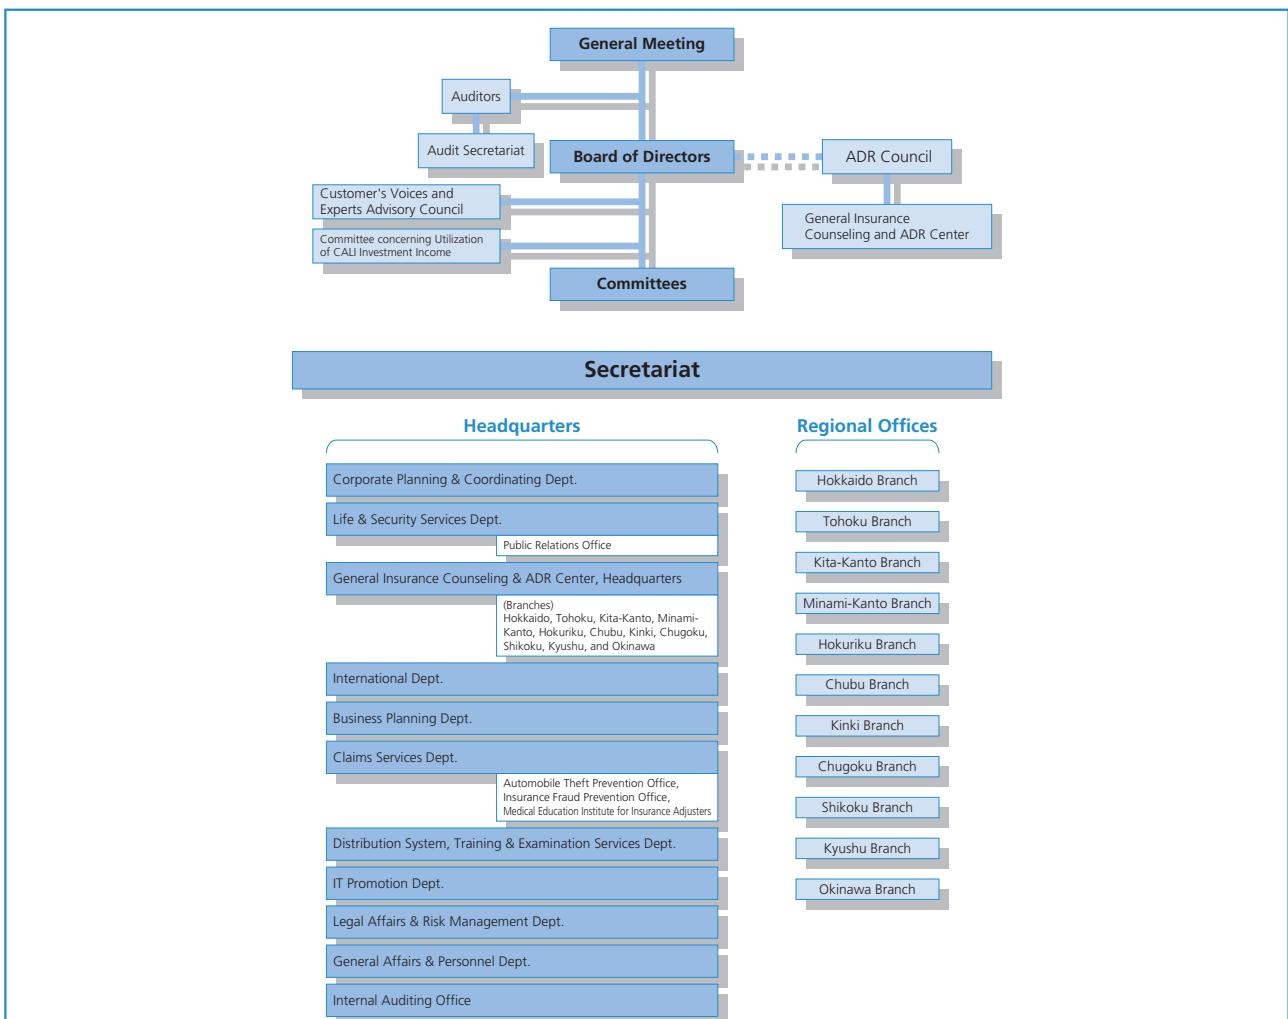 General Meeting
Auditors
Audit Secretariat
Board of Directors
ADR Council
Customer's Voices and
Experts Advisory Council
General Insurance
Counseling and ADR Center
Committee concerning Utilization
of CALI Investment Income
Committees
Secretariat
Headquarters
Corporate Planning & Coordinating Dept.
Life & Security Services Dept.
Public Relations Office
General Insurance Counseling & ADR Center, Headquarters
(Branches)
Hokkaido, Tohoku, Kita-Kanto, Minami-
Kanto, Hokuriku, Chubu, Kinki, Chugoku,
Shikoku, Kyushu, and Okinawa
International Dept.
Business Planning Dept.
Claims Services Dept.
Automobile Theft Prevention Office,
Insurance Fraud Prevention Office,
Medical Education Institute for Insurance Adjusters
Distribution System, Training & Examination Services Dept.
IT Promotion Dept.
Legal Affairs & Risk Management Dept.
General Affairs & Personnel Dept.
Internal Auditing Office
Regional Offices
Hokkaido Branch
Tohoku Branch
Kita-Kanto Branch
Minami-Kanto Branch
Hokuriku Branch
Chubu Branch
Kinki Branch
Chugoku Branch
Shikoku Branch
Kyushu Branch
Okinawa Branch